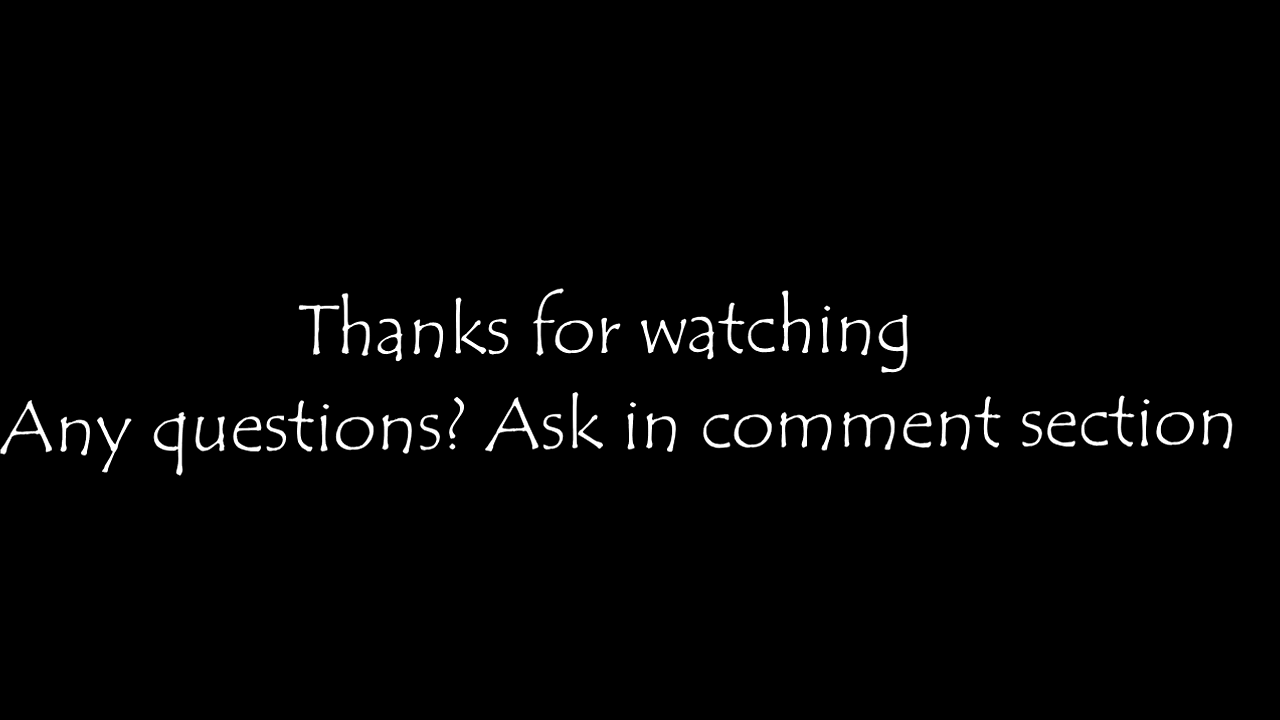 Thanks for watching
Any questions? Ask in comment section